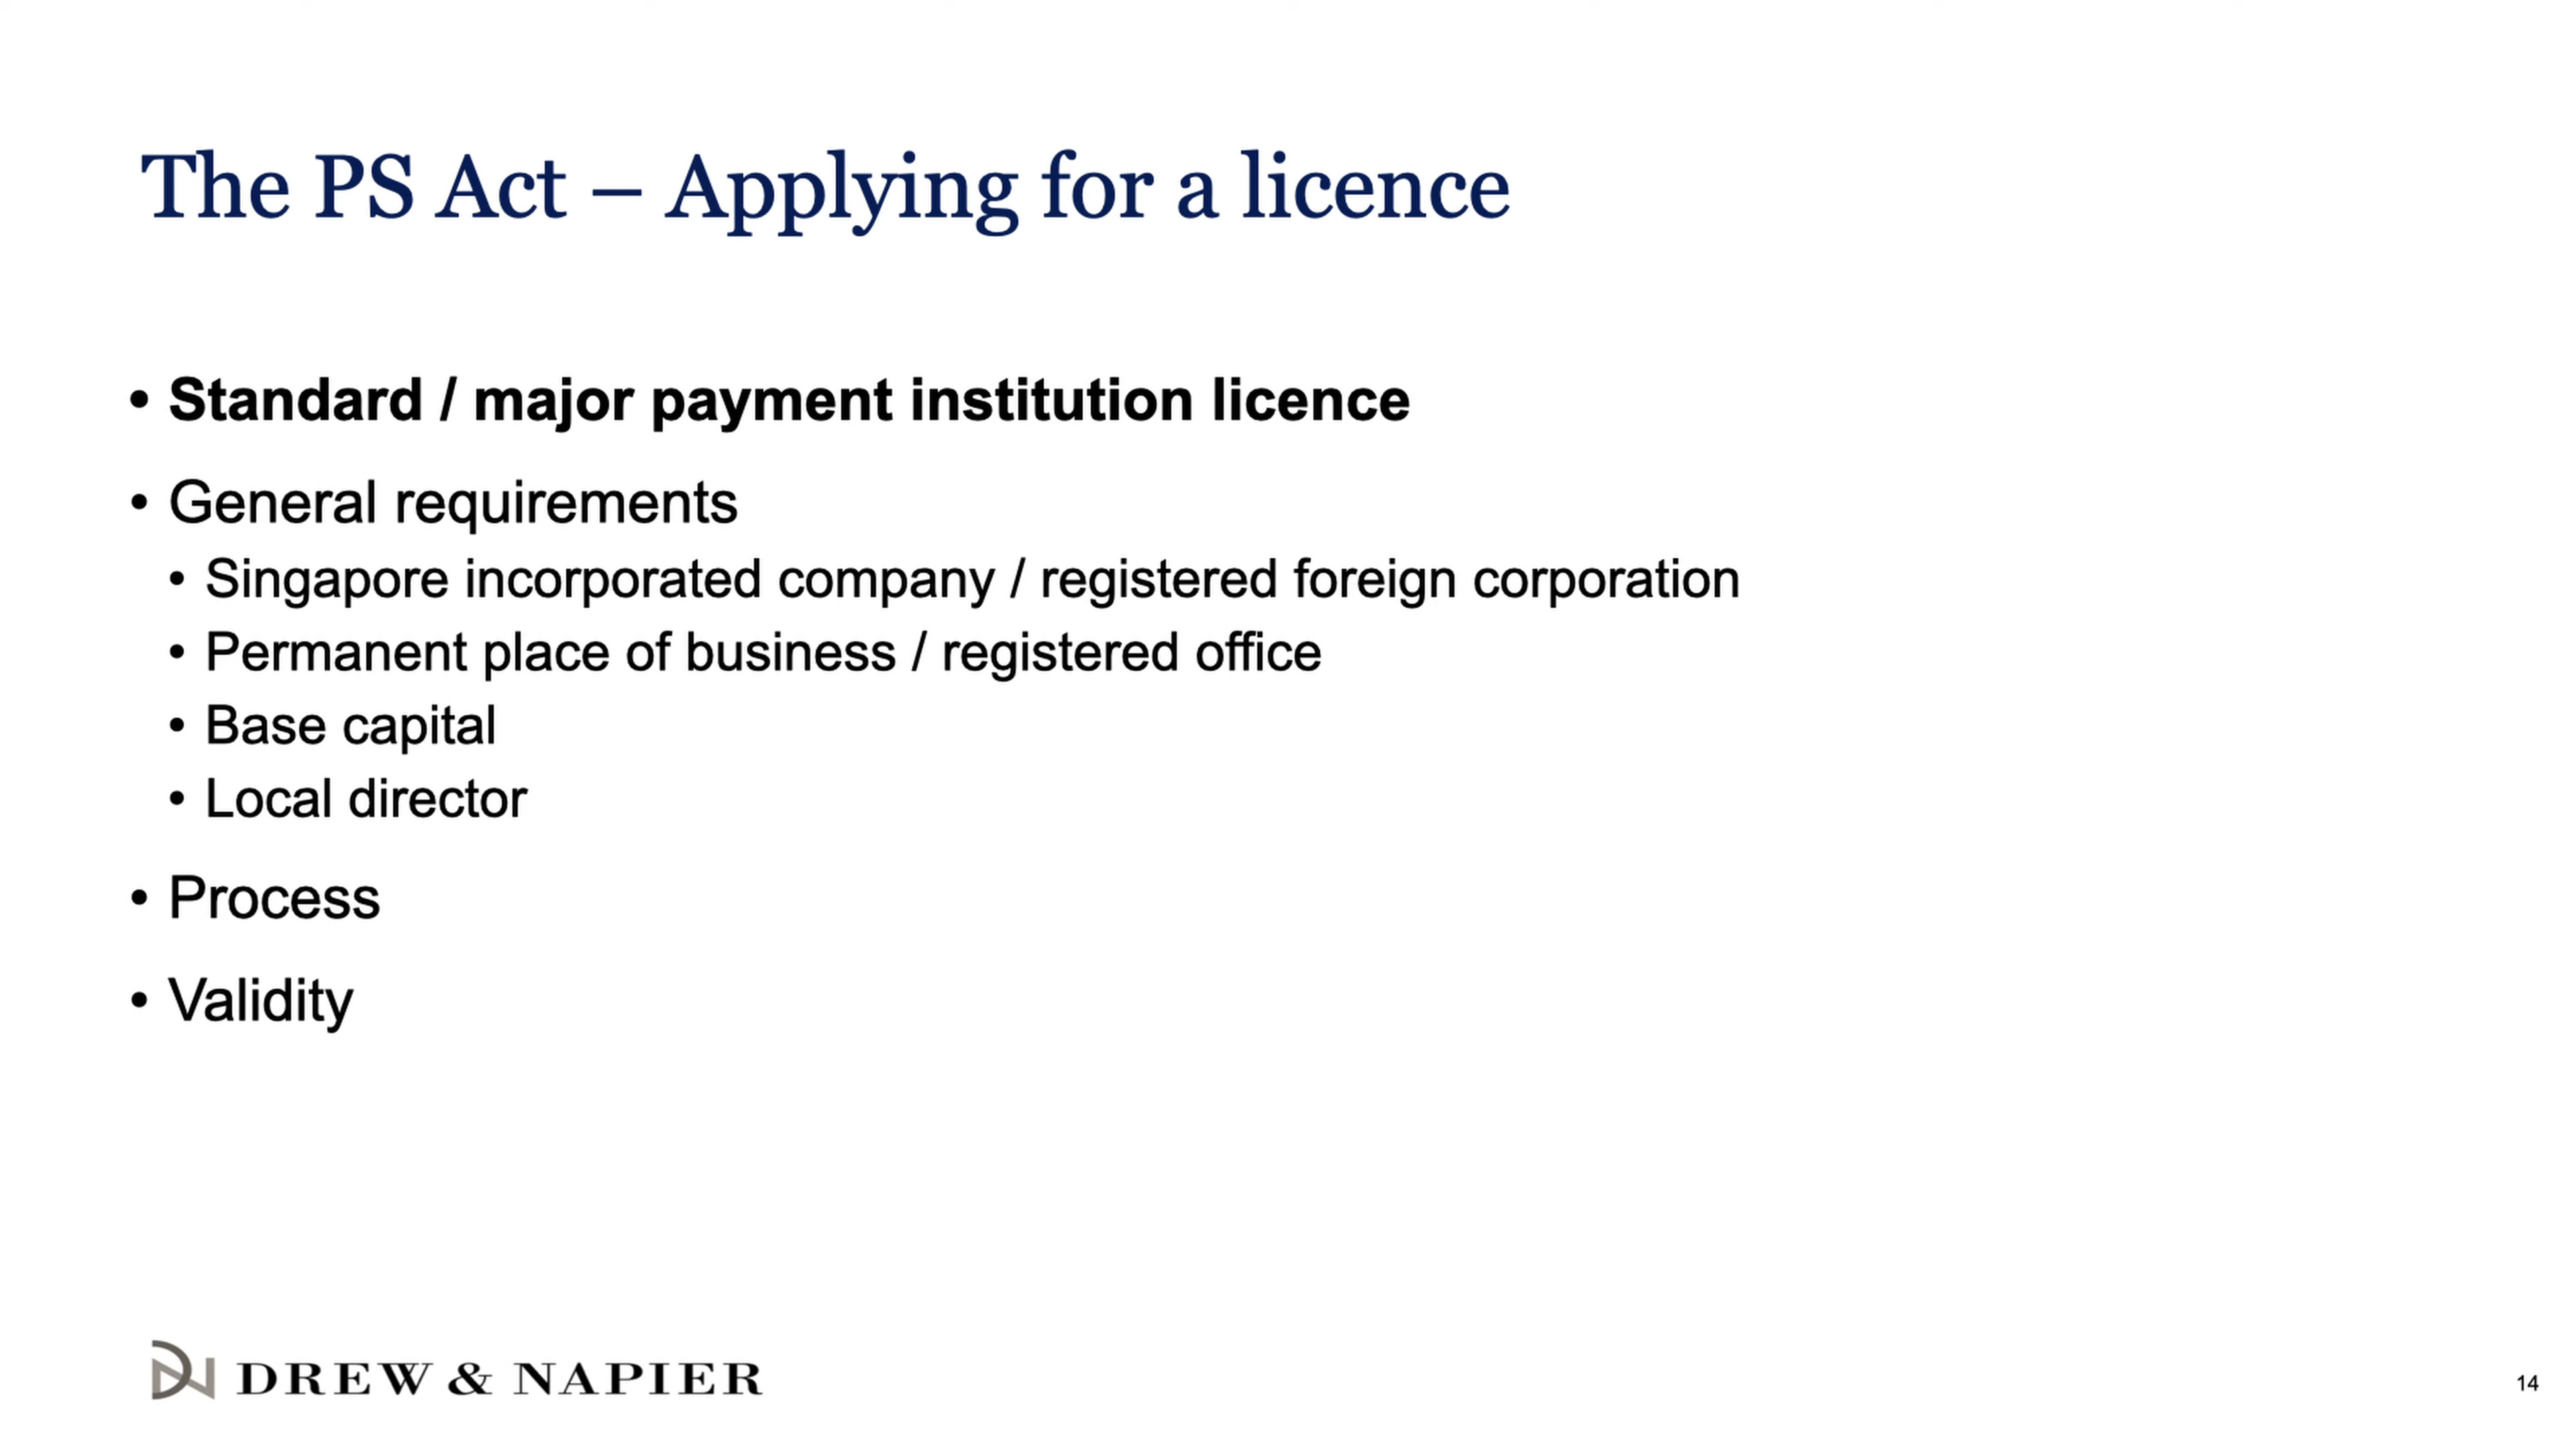 The PS Act – Applying for a licence
• Standard / major payment institution licence
• General requirements
• Singapore incorporated company / registered foreign corporation
• Permanent place of business / registered office
• Base capital
• Local director
• Process
• Validity
DREW & NAPIER
14